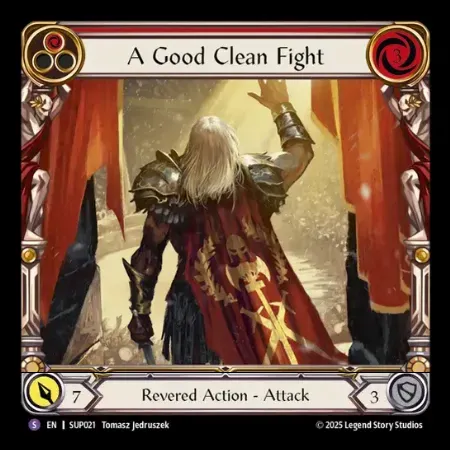 A Good Clean Fight
3
7
Revered Action - Attack
3
S EN | SUP021 Tomasz Jedruszek © 2025 Legend Story Studios